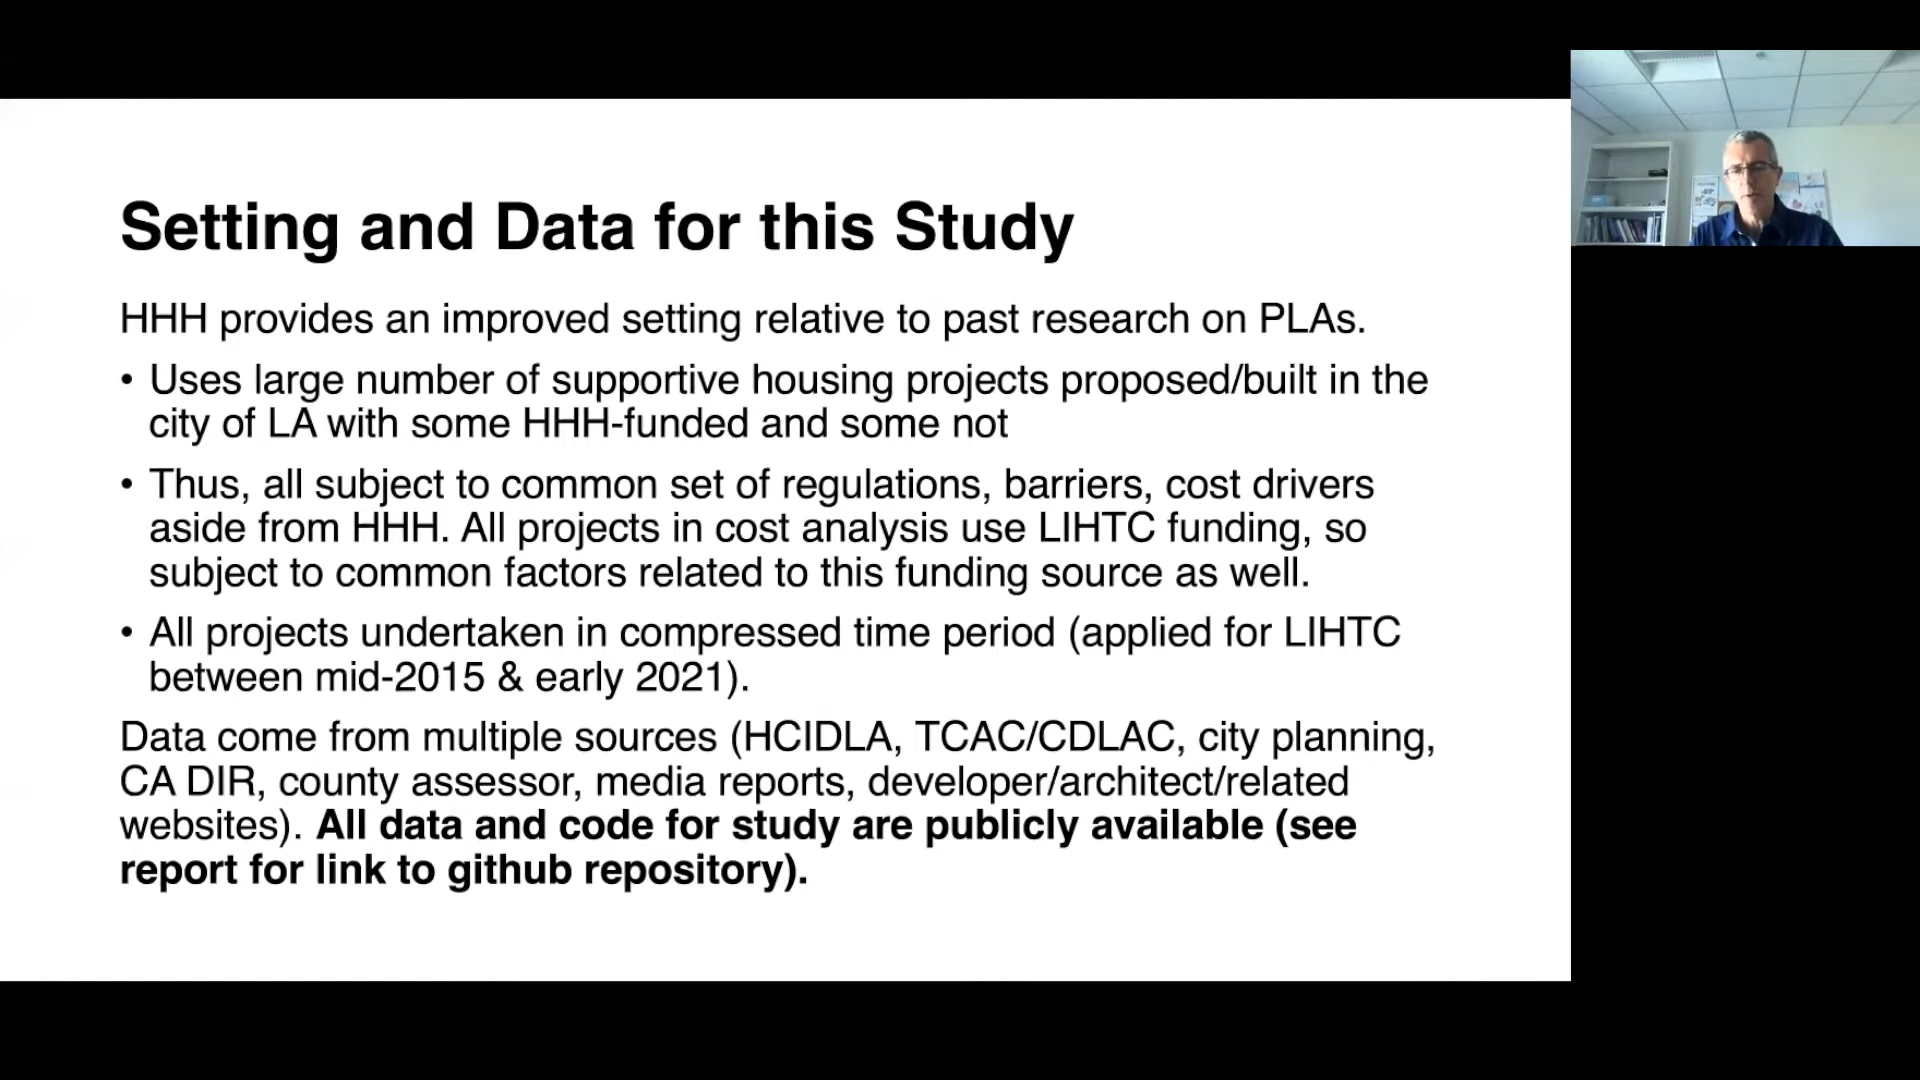 Setting and Data for this Study
HHH provides an improved setting relative to past research on PLAs.
• Uses large number of supportive housing projects proposed/built in the
city of LA with some HHH-funded and some not
• Thus, all subject to common set of regulations, barriers, cost drivers
aside from HHH. All projects in cost analysis use LIHTC funding, so
subject to common factors related to this funding source as well.
• All projects undertaken in compressed time period (applied for LIHTC
between mid-2015 & early 2021).
Data come from multiple sources (HCIDLA, TCAC/CDLAC, city planning,
CA DIR, county assessor, media reports, developer/architect/related
websites). All data and code for study are publicly available (see
report for link to github repository).